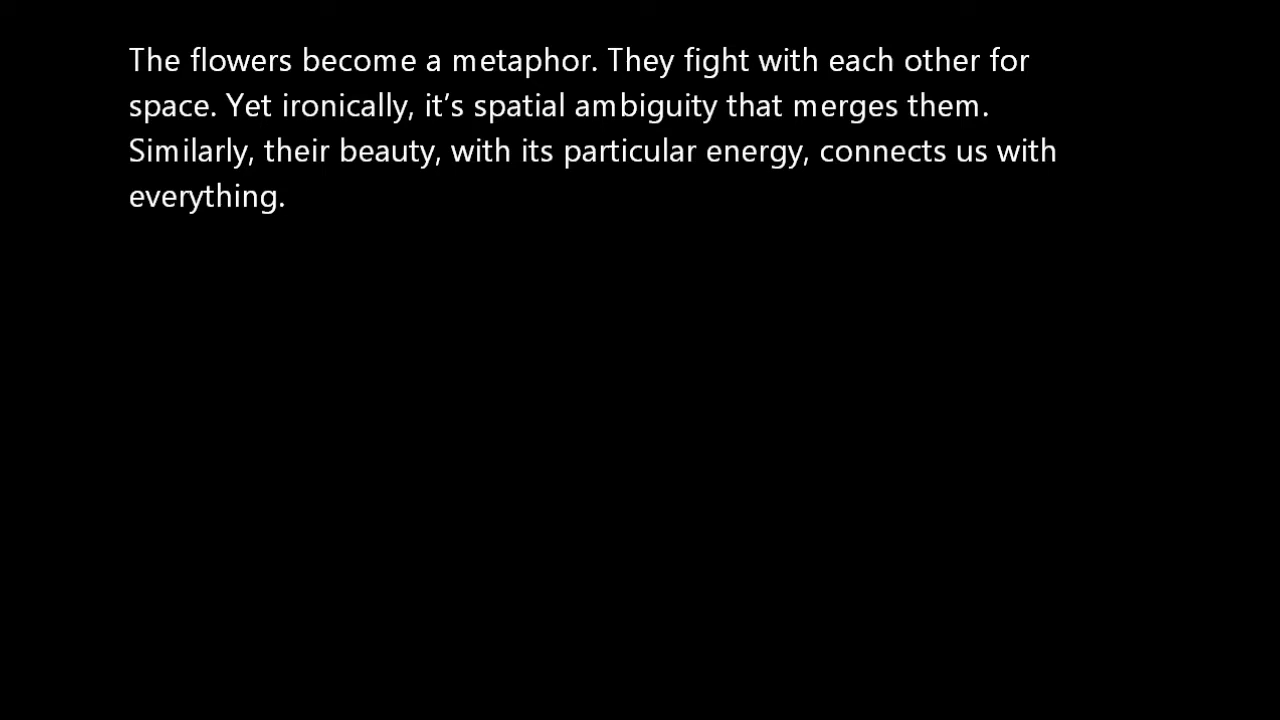 The flowers become a metaphor. They fight with each other for
space. Yet ironically, it’s spatial ambiguity that merges them.
Similarly, their beauty, with its particular energy, connects us with
everything.